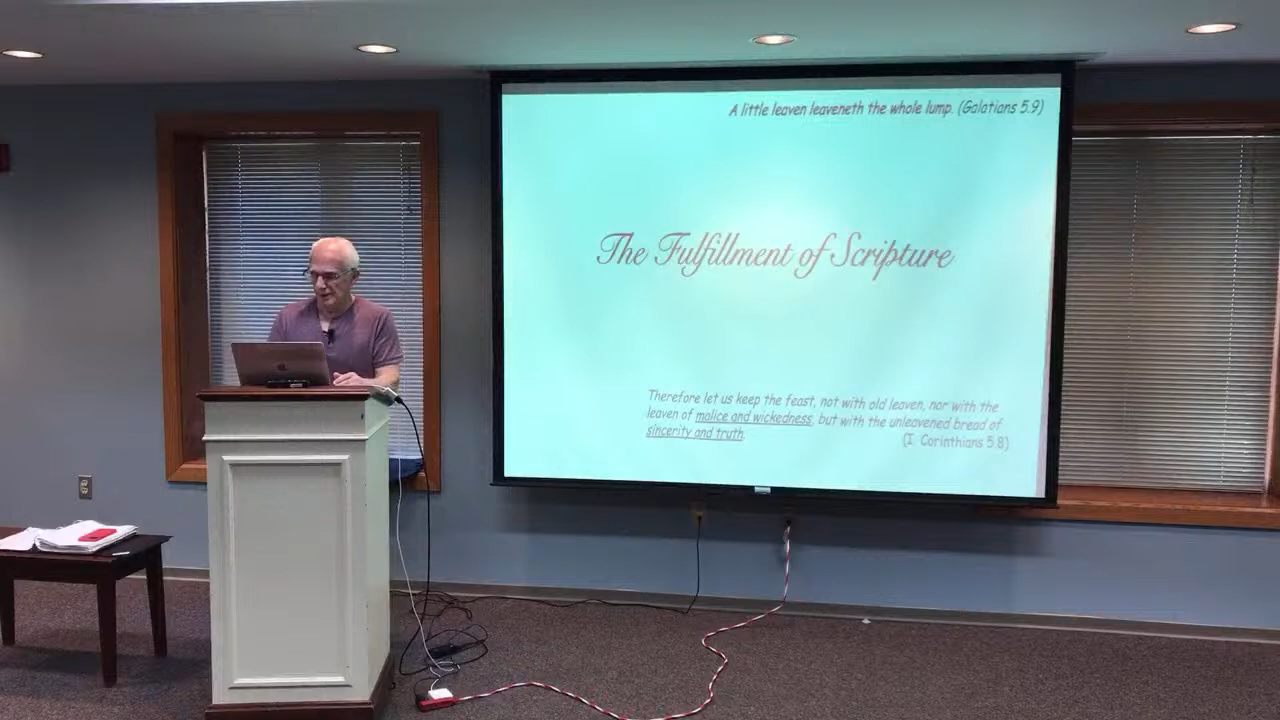 A little leaven leaveneth the whole lump. (Galatians 5.9)
The Fulfillment of Scripture
Therefore let us keep the feast, not with old leaven, nor with the
leaven of malice and wickedness, but with the unleavened bread of
sincerity and truth.
(I Corinthians 5.8)